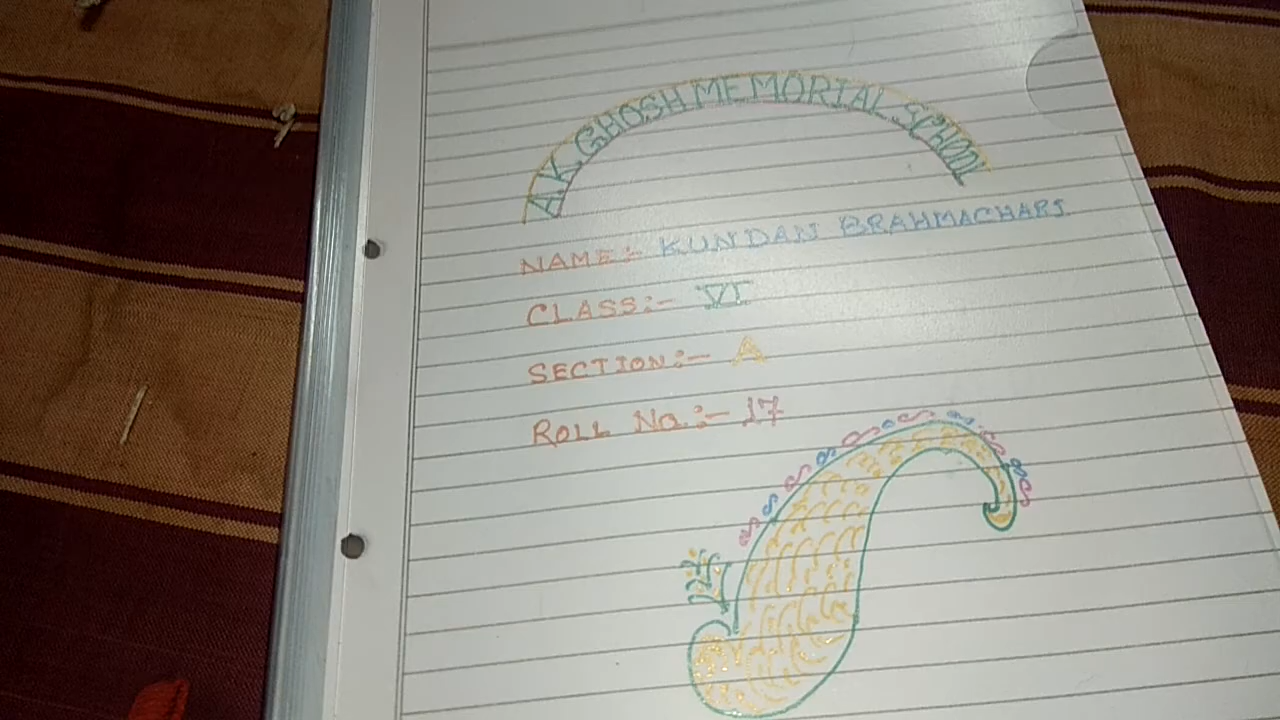 A.K. GHOSH MEMORIAL SCHOOL
NAME:- KUNDAN BRAHMACHARI
CLASS:- VI
SECTION:- A
ROLL No.:- 17